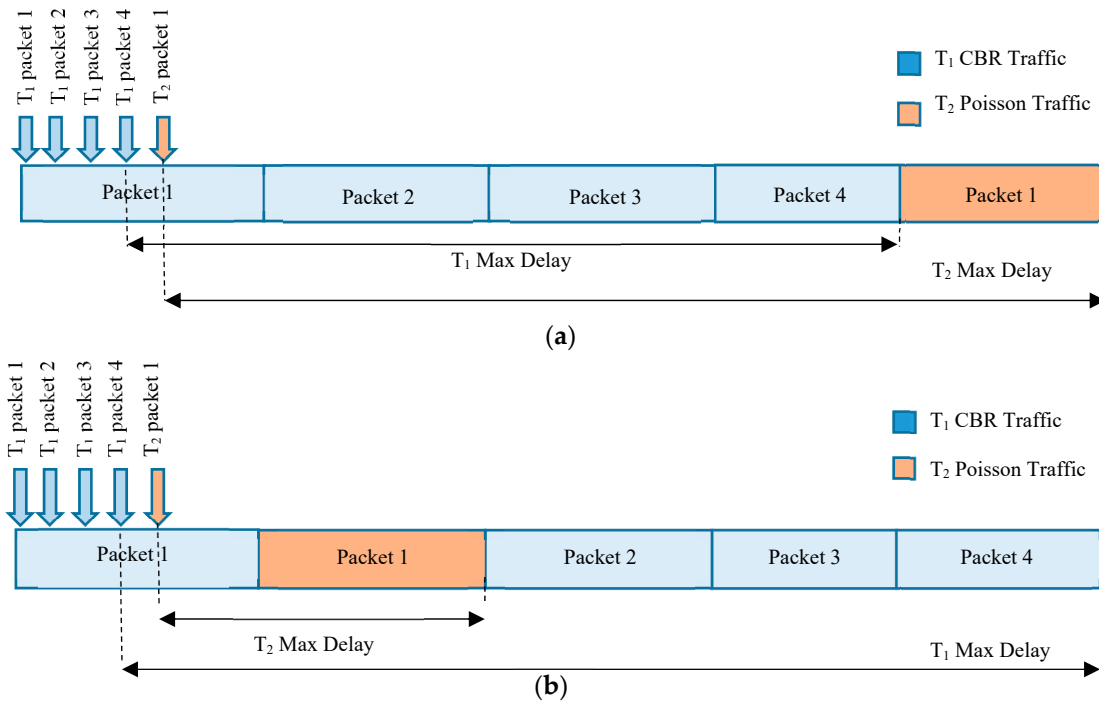 T₁ packet 1
T₁ packet 2
T₁ packet 3
T₁ packet 4
T₂ packet 1
T₁ CBR Traffic
T₂ Poisson Traffic
Packet 1
Packet 2
Packet 3
Packet 4
Packet 1
T₁ Max Delay
T₂ Max Delay
(a)
T₁ packet 1
T₁ packet 2
T₁ packet 3
T₁ packet 4
T₂ packet 1
T₁ CBR Traffic
T₂ Poisson Traffic
Packet 1
Packet 1
Packet 2
Packet 3
Packet 4
T₂ Max Delay
T₁ Max Delay
(b)